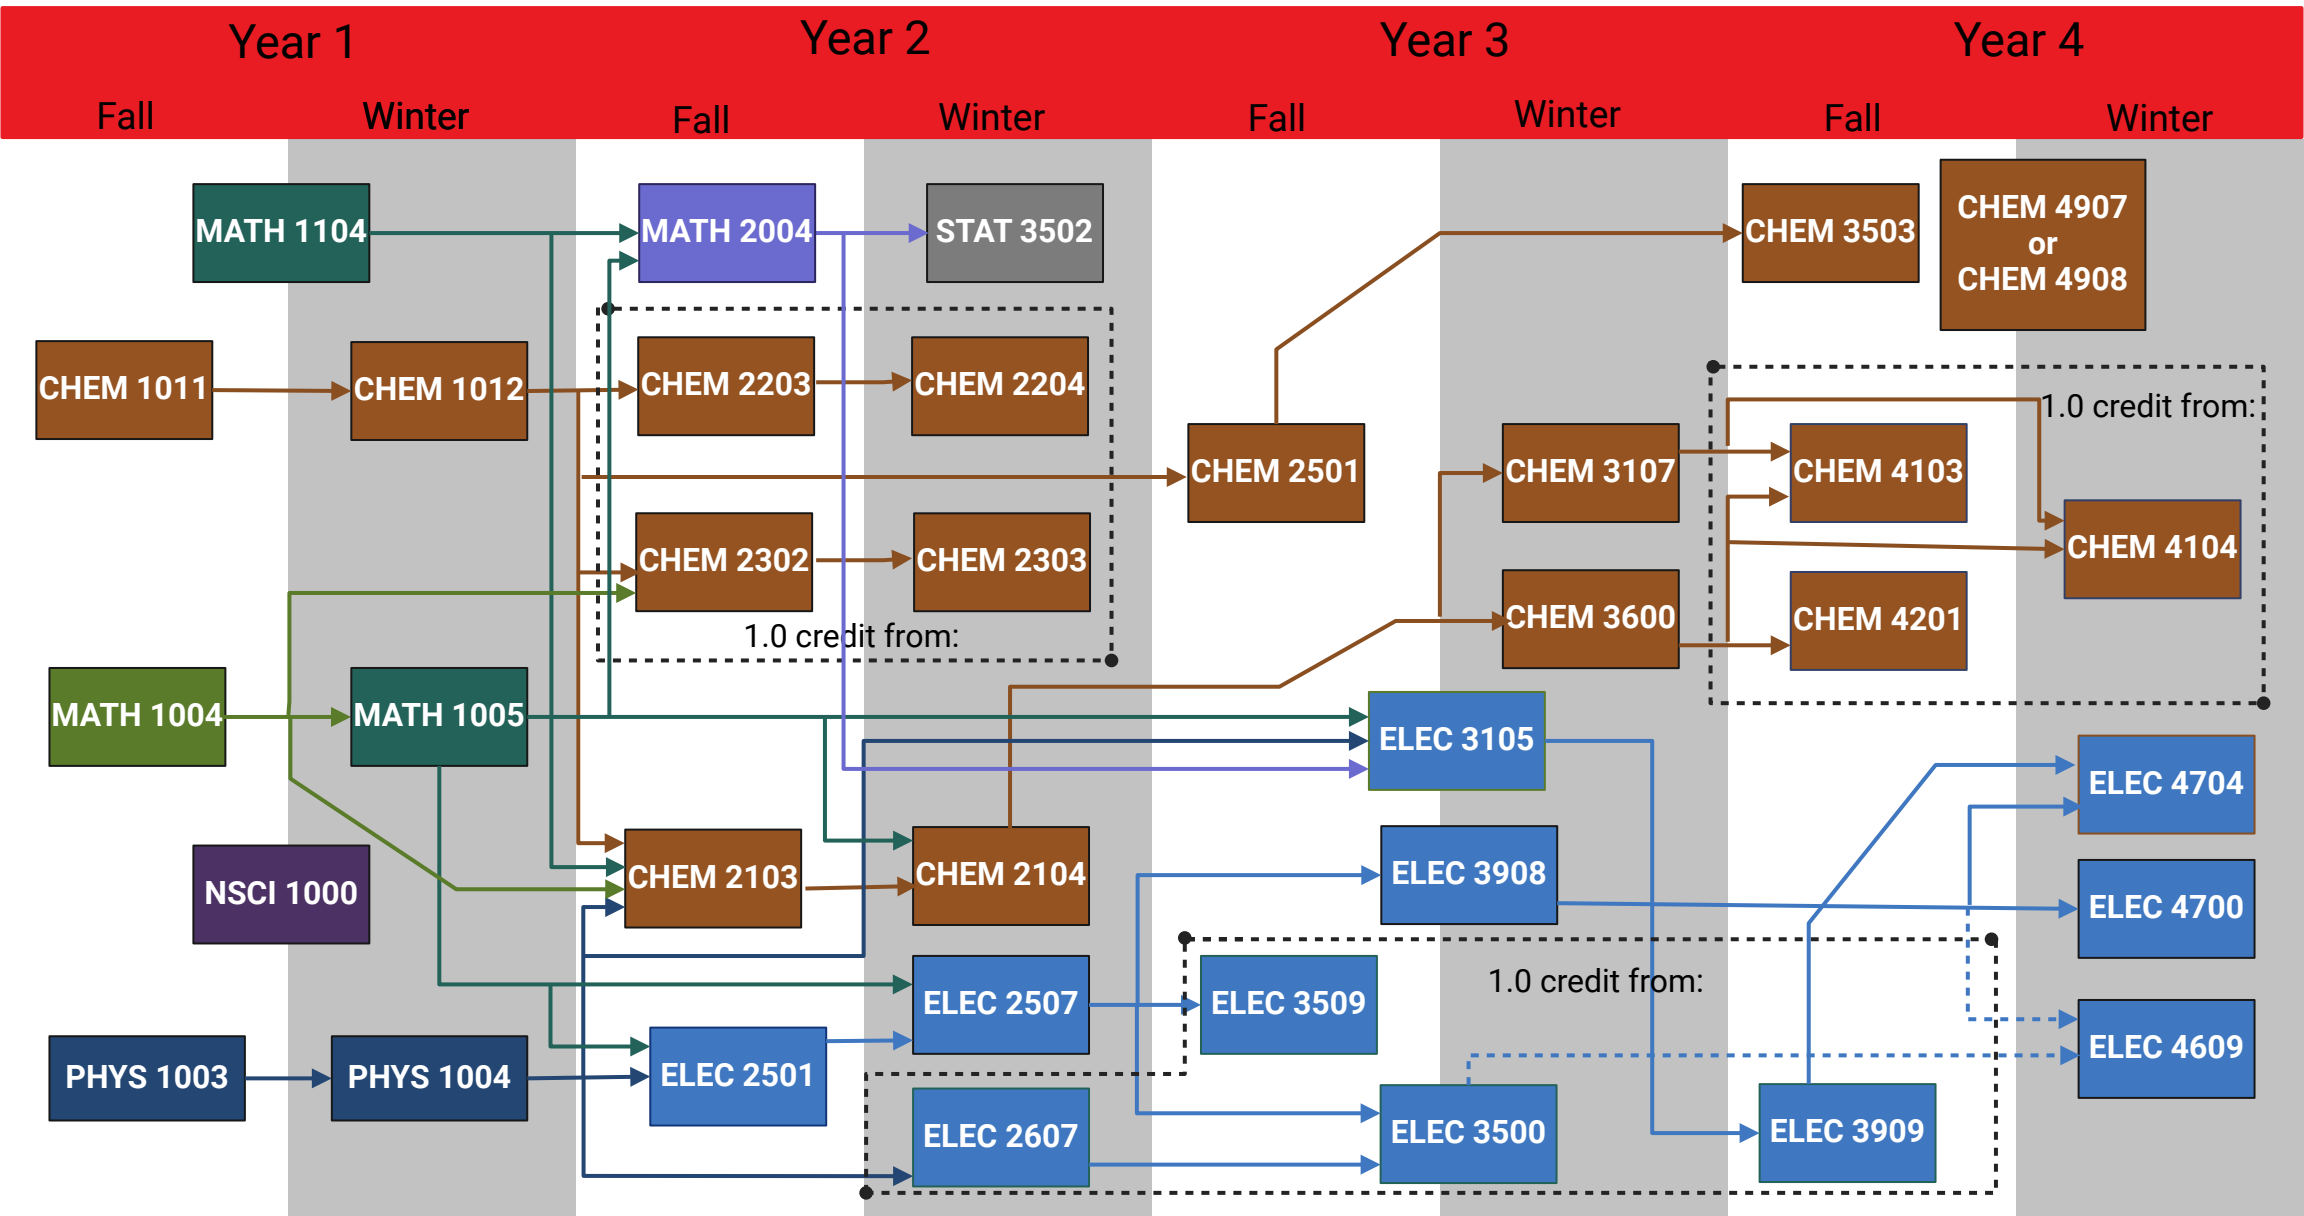 Year 1
Year 2
Year 3
Year 4
Fall
Winter
Fall
Winter
Fall
Winter
Fall
Winter
MATH 1104
MATH 2004
STAT 3502
CHEM 3503
CHEM 4907
or
CHEM 4908
CHEM 1011
CHEM 1012
CHEM 2203
CHEM 2204
1.0 credit from:
CHEM 2501
CHEM 3107
CHEM 4103
CHEM 2302
CHEM 2303
CHEM 4104
CHEM 3600
CHEM 4201
1.0 credit from:
MATH 1004
MATH 1005
ELEC 3105
ELEC 4704
NSCI 1000
CHEM 2103
CHEM 2104
ELEC 3908
ELEC 4700
1.0 credit from:
ELEC 2507
ELEC 3509
ELEC 4609
PHYS 1003
PHYS 1004
ELEC 2501
ELEC 2607
ELEC 3500
ELEC 3909